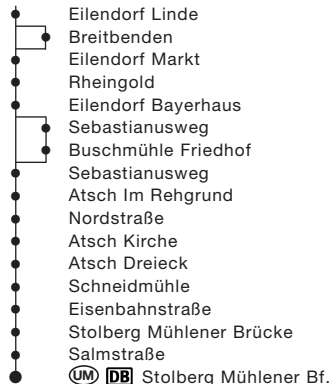 Eilendorf Linde
Breitbenden
Eilendorf Markt
Rheingold
Eilendorf Bayerhaus
Sebastianusweg
Buschmühle Friedhof
Sebastianusweg
Atsch Im Rehgrund
Nordstraße
Atsch Kirche
Atsch Dreieck
Schneidmühle
Eisenbahnstraße
Stolberg Mühlener Brücke
Salmstraße
UM DB Stolberg Mühlener Bf.